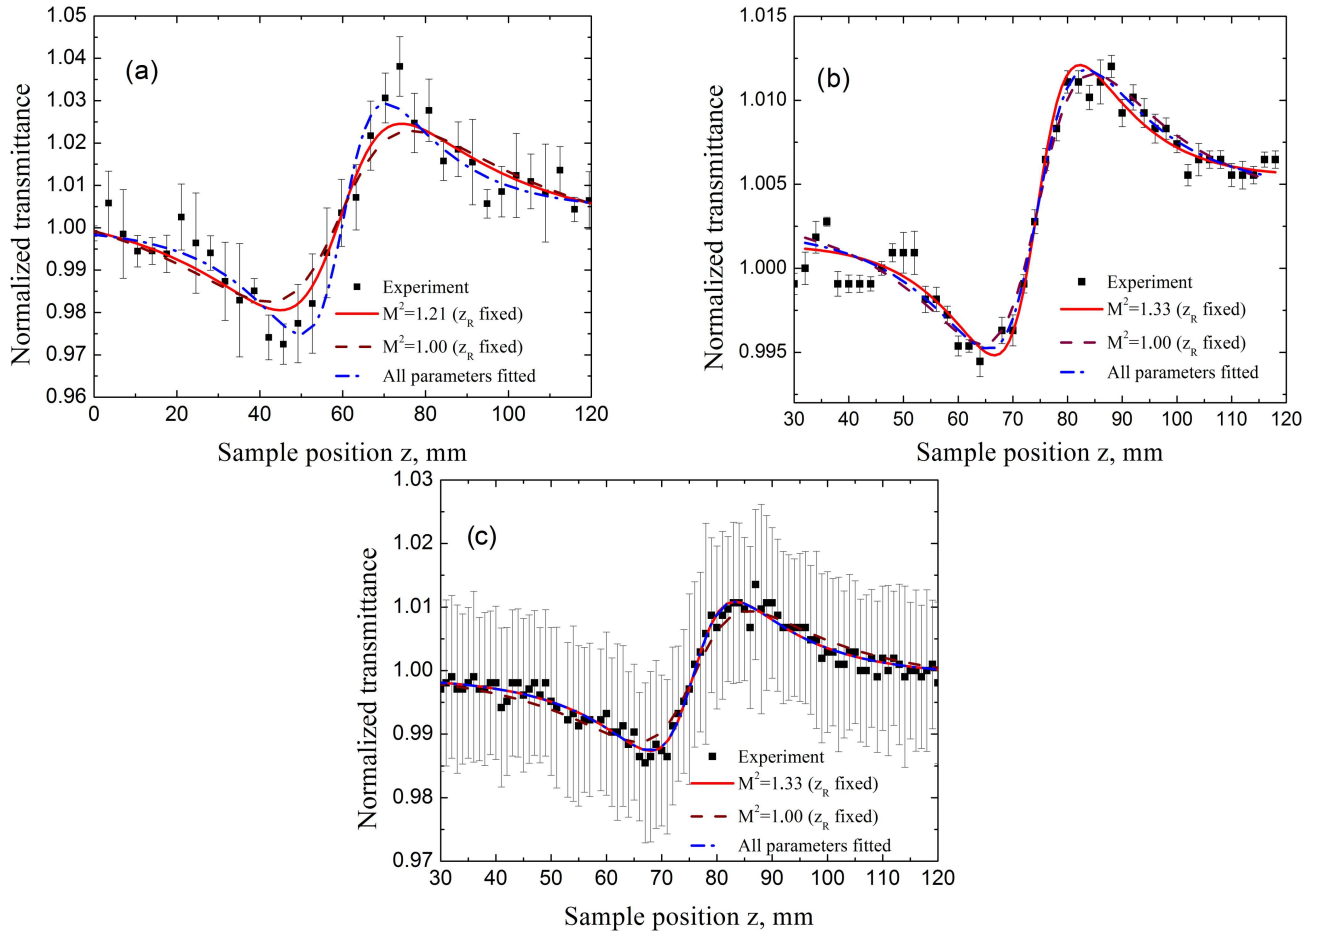 (a)
Normalized transmittance
1.05
1.04
1.03
1.02
1.01
1.00
0.99
0.98
0.97
0.96
Experiment
M²=1.21 (z_R fixed)
M²=1.00 (z_R fixed)
All parameters fitted
0 20 40 60 80 100 120
Sample position z, mm
(b)
Normalized transmittance
1.015
1.010
1.005
1.000
0.995
Experiment
M²=1.33 (z_R fixed)
M²=1.00 (z_R fixed)
All parameters fitted
30 40 50 60 70 80 90 100 110 120
Sample position z, mm
(c)
Normalized transmittance
1.03
1.02
1.01
1.00
0.99
0.98
0.97
Experiment
M²=1.33 (z_R fixed)
M²=1.00 (z_R fixed)
All parameters fitted
30 40 50 60 70 80 90 100 110 120
Sample position z, mm